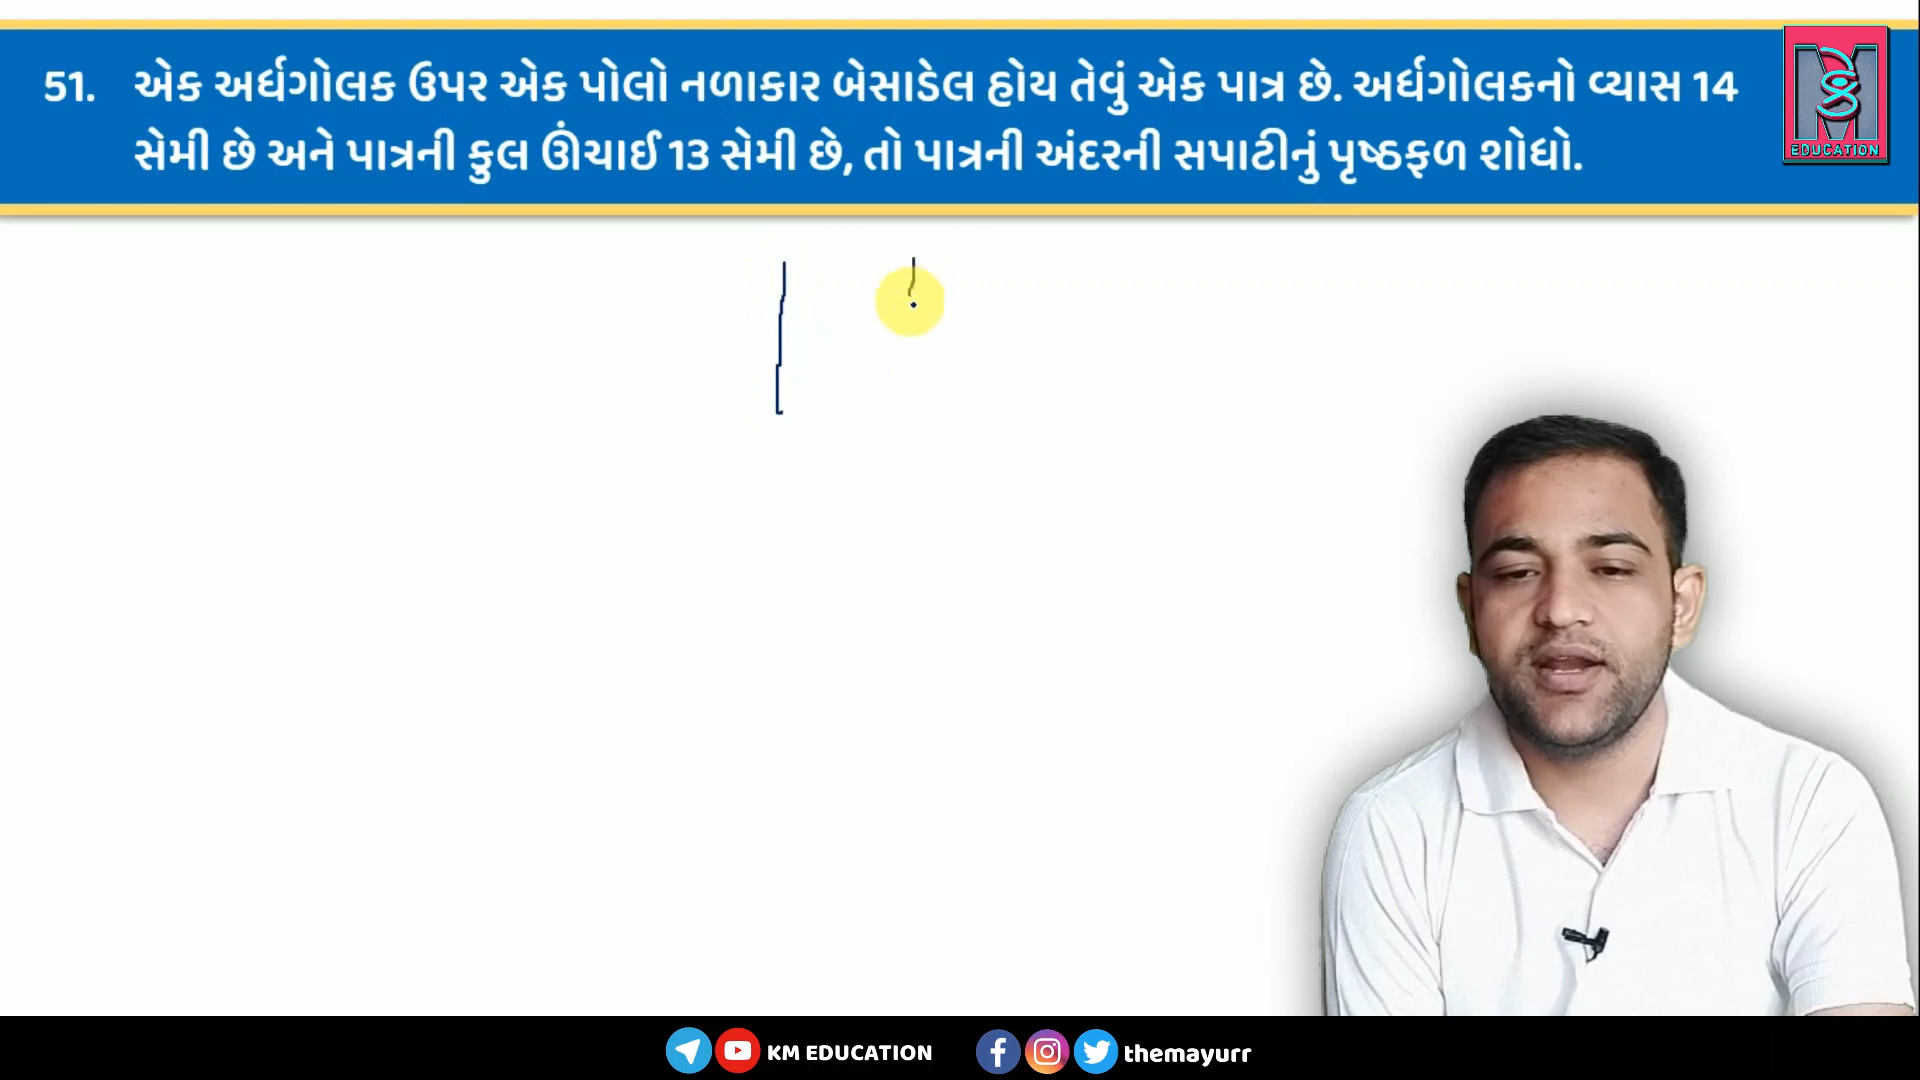 51. એક અર્ધગોલક ઉપર એક પોલો નળાકાર બેસાડેલ હોય તેવું એક પાત્ર છે. અર્ધગોલકનો વ્યાસ 14
સેમી છે અને પાત્રની કુલ ઊંચાઈ 13 સેમી છે, તો પાત્રની અંદરની સપાટીનું પૃષ્ઠફળ શોધો.
EDUCATION
KM EDUCATION themayurr